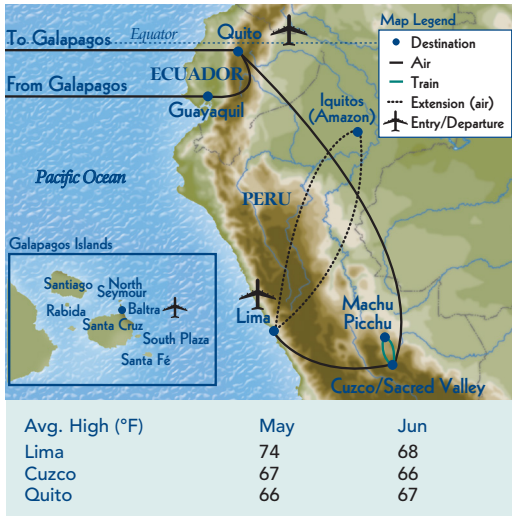 To Galapagos
Equator
Quito
Map Legend
Destination
Air
Train
Extension (air)
Entry/Departure
ECUADOR
From Galapagos
Guayaquil
Iquitos
(Amazon)
Pacific Ocean
PERU
Galapagos Islands
Santiago
North
Seymour
Rabida
Baltra
Santa Cruz
South Plaza
Santa Fé
Lima
Machu
Picchu
Cuzco/Sacred Valley
Avg. High (°F) May Jun
Lima 74 68
Cuzco 67 66
Quito 66 67